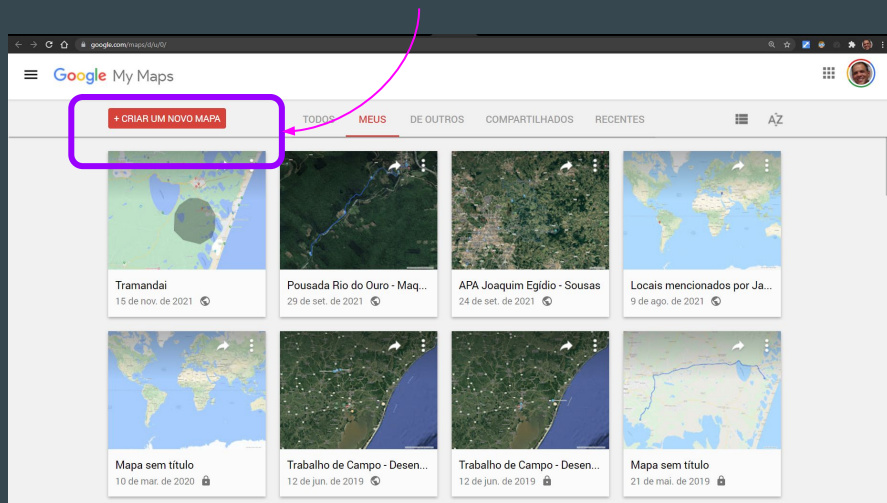 google.com/maps/d/u/0/
Google My Maps
+ CRIAR UM NOVO MAPA
TODOS MEUS DE OUTROS COMPARTILHADOS RECENTES
AZ
Tramandai
15 de nov. de 2021
Pousada Rio do Ouro - Maq...
29 de set. de 2021
APA Joaquim Egídio - Sousas
24 de set. de 2021
Locais mencionados por Ja...
9 de ago. de 2021
Mapa sem título
10 de mar. de 2020
Trabalho de Campo - Desen...
12 de jun. de 2019
Trabalho de Campo - Desen...
12 de jun. de 2019
Mapa sem título
21 de mai. de 2019